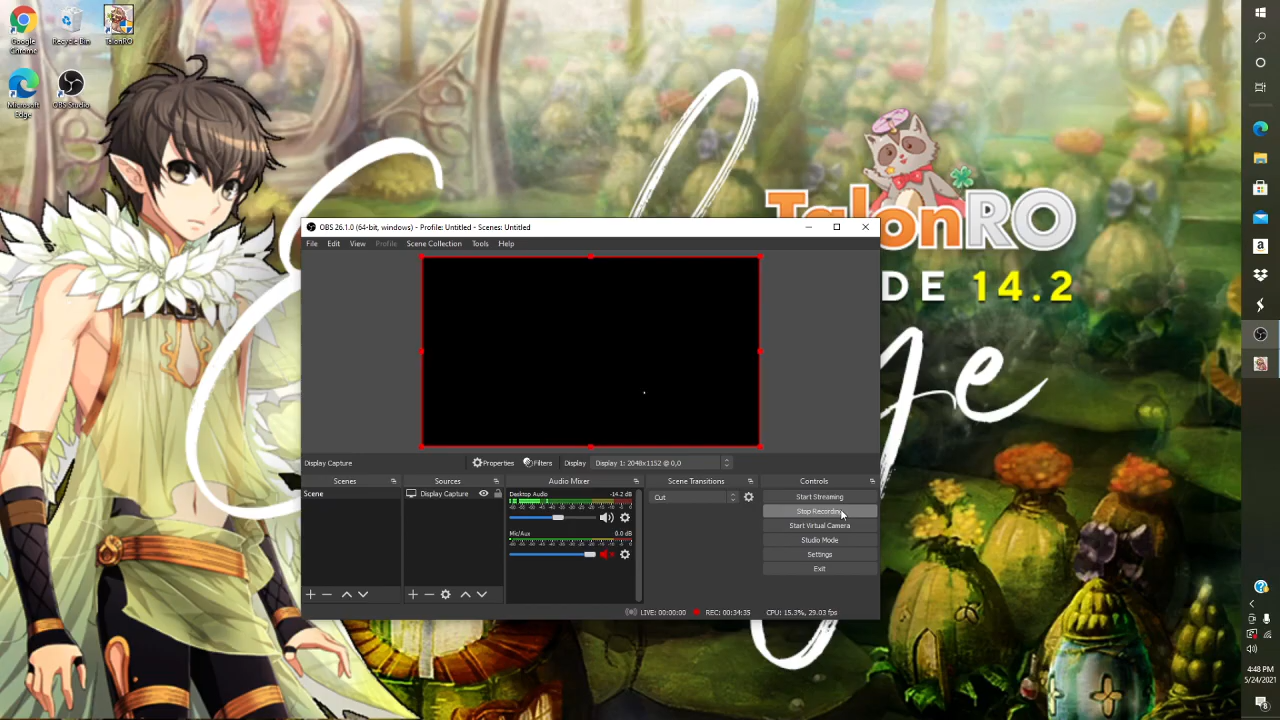 Google
Chrome
Recycle Bin
TalonRO
Microsoft
Edge
OBS Studio
TalonRO
DE 14.2
ge
OBS 26.1.0 (64-bit, windows) - Profile: Untitled - Scenes: Untitled
File Edit View Profile Scene Collection Tools Help
Display Capture Properties Filters Display Display 1: 2048x1152 @ 0,0
Scenes Sources Audio Mixer Scene Transitions Controls
Scene
Display Capture
Desktop Audio -14.2 dB
Mic/Aux 0.0 dB
Cut
Start Streaming
Stop Recording
Start Virtual Camera
Studio Mode
Settings
Exit
LIVE: 00:00:00 REC: 00:34:35 CPU: 15.3%, 29.03 fps
4:48 PM
5/24/2021